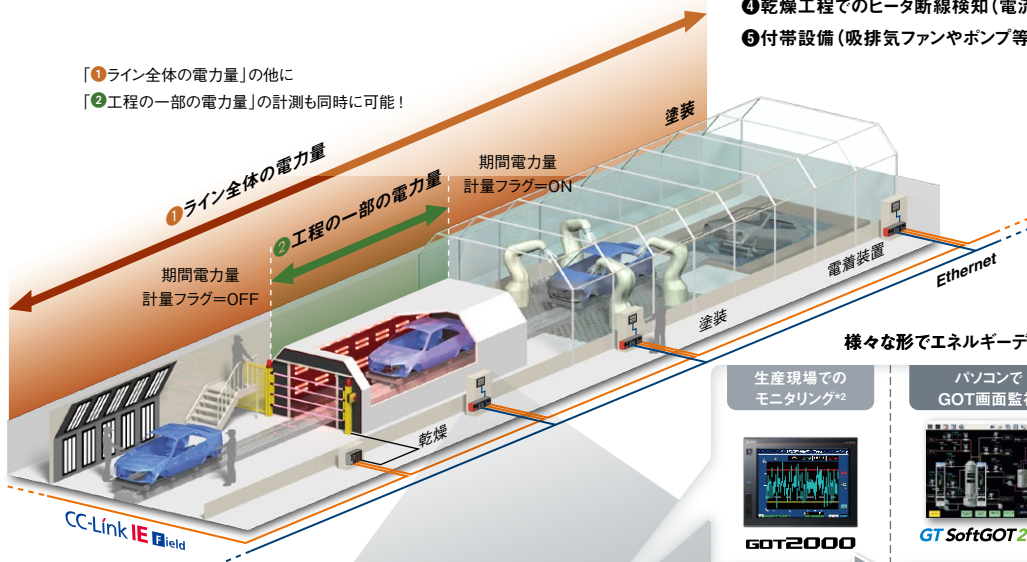 ❹乾燥工程でのヒータ断線検知(電流
❺付帯設備(吸排気ファンやポンプ等
「❶ライン全体の電力量」の他に
「❷工程の一部の電力量」の計測も同時に可能!
塗装
❶ライン全体の電力量
期間電力量
計量フラグ=ON
❷工程の一部の電力量
期間電力量
計量フラグ=OFF
電着装置
Ethernet
塗装
乾燥
CC-Link IE Field
様々な形でエネルギーデ
生産現場での
モニタリング*2
パソコンで
GOT画面監
GOT2000
GT SoftGOT2